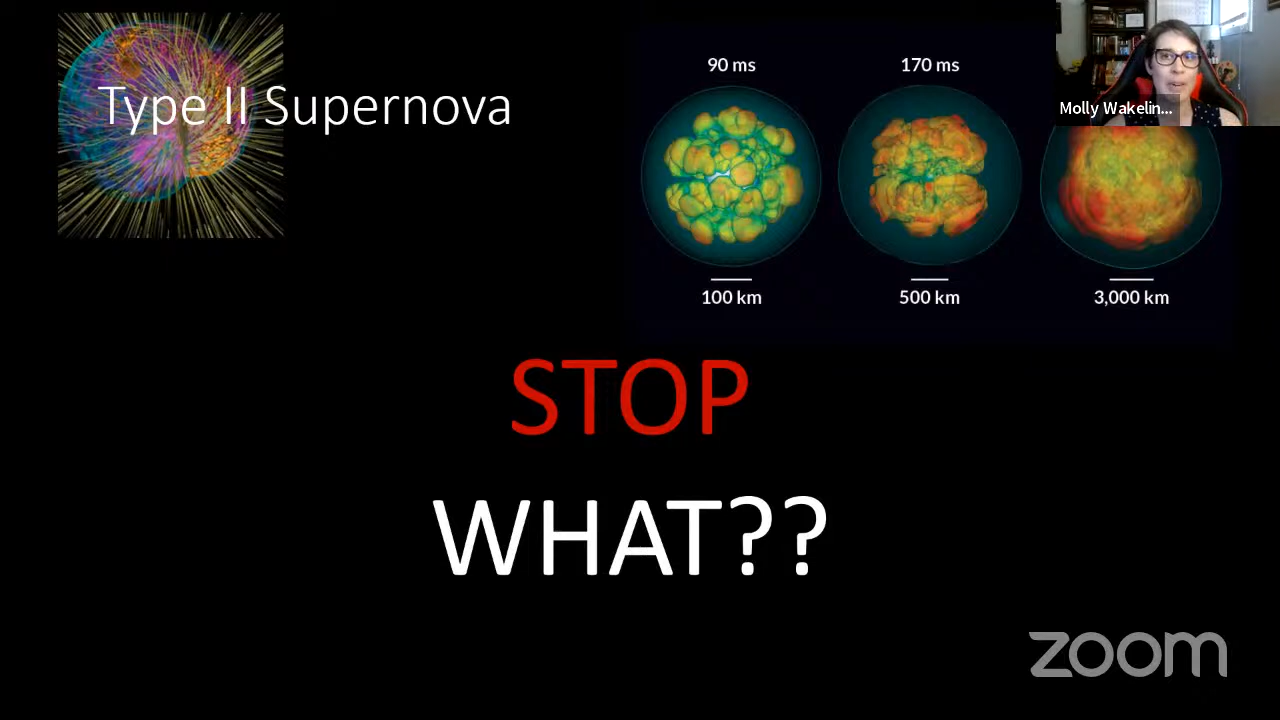 Type II Supernova
90 ms
170 ms
Molly Wakelin...
100 km
500 km
3,000 km
STOP
WHAT??
zoom